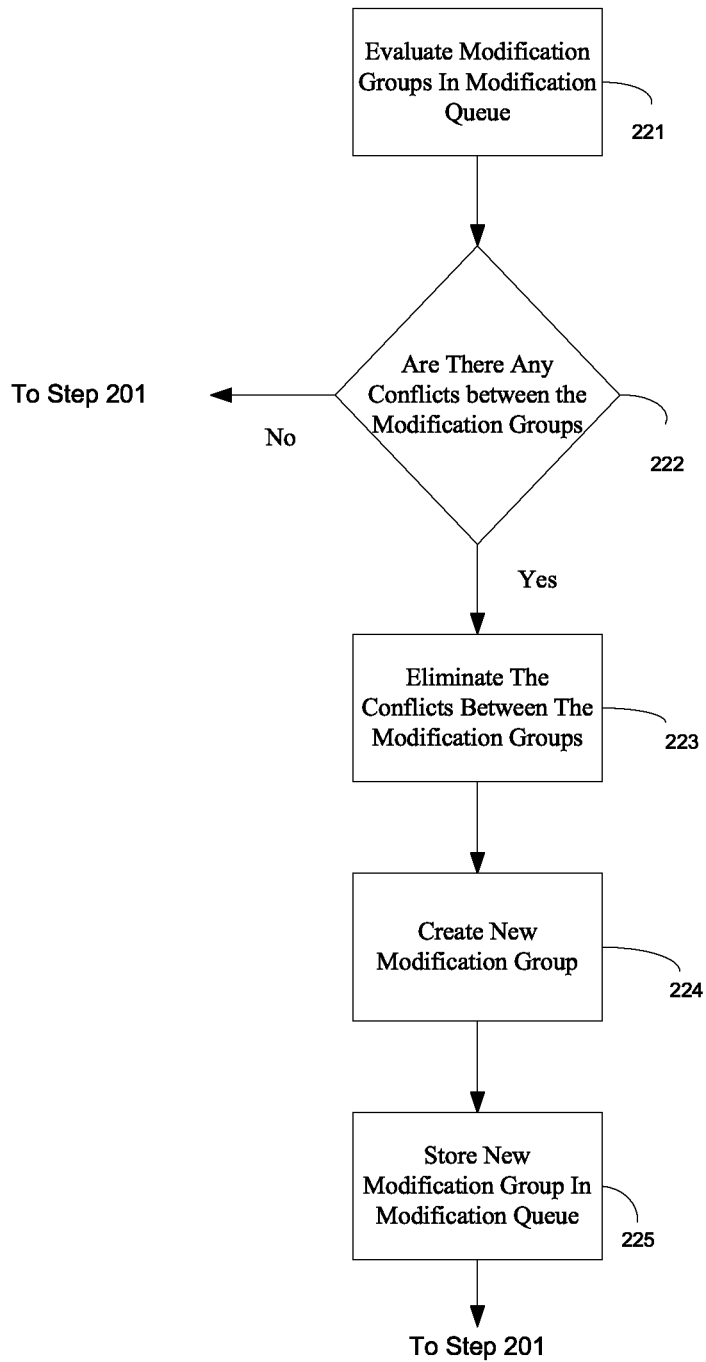 Evaluate Modification
Groups In Modification
Queue
221
Are There Any
Conflicts between the
Modification Groups
To Step 201
No
222
Yes
Eliminate The
Conflicts Between The
Modification Groups
223
Create New
Modification Group
224
Store New
Modification Group In
Modification Queue
225
To Step 201